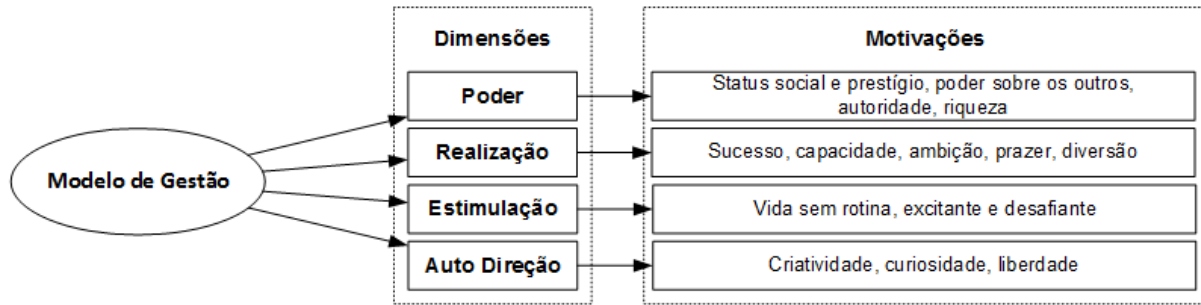 Dimensões
Motivações
Modelo de Gestão
Poder
Status social e prestígio, poder sobre os outros,
autoridade, riqueza
Realização
Sucesso, capacidade, ambição, prazer, diversão
Estimulação
Vida sem rotina, excitante e desafiante
Auto Direção
Criatividade, curiosidade, liberdade